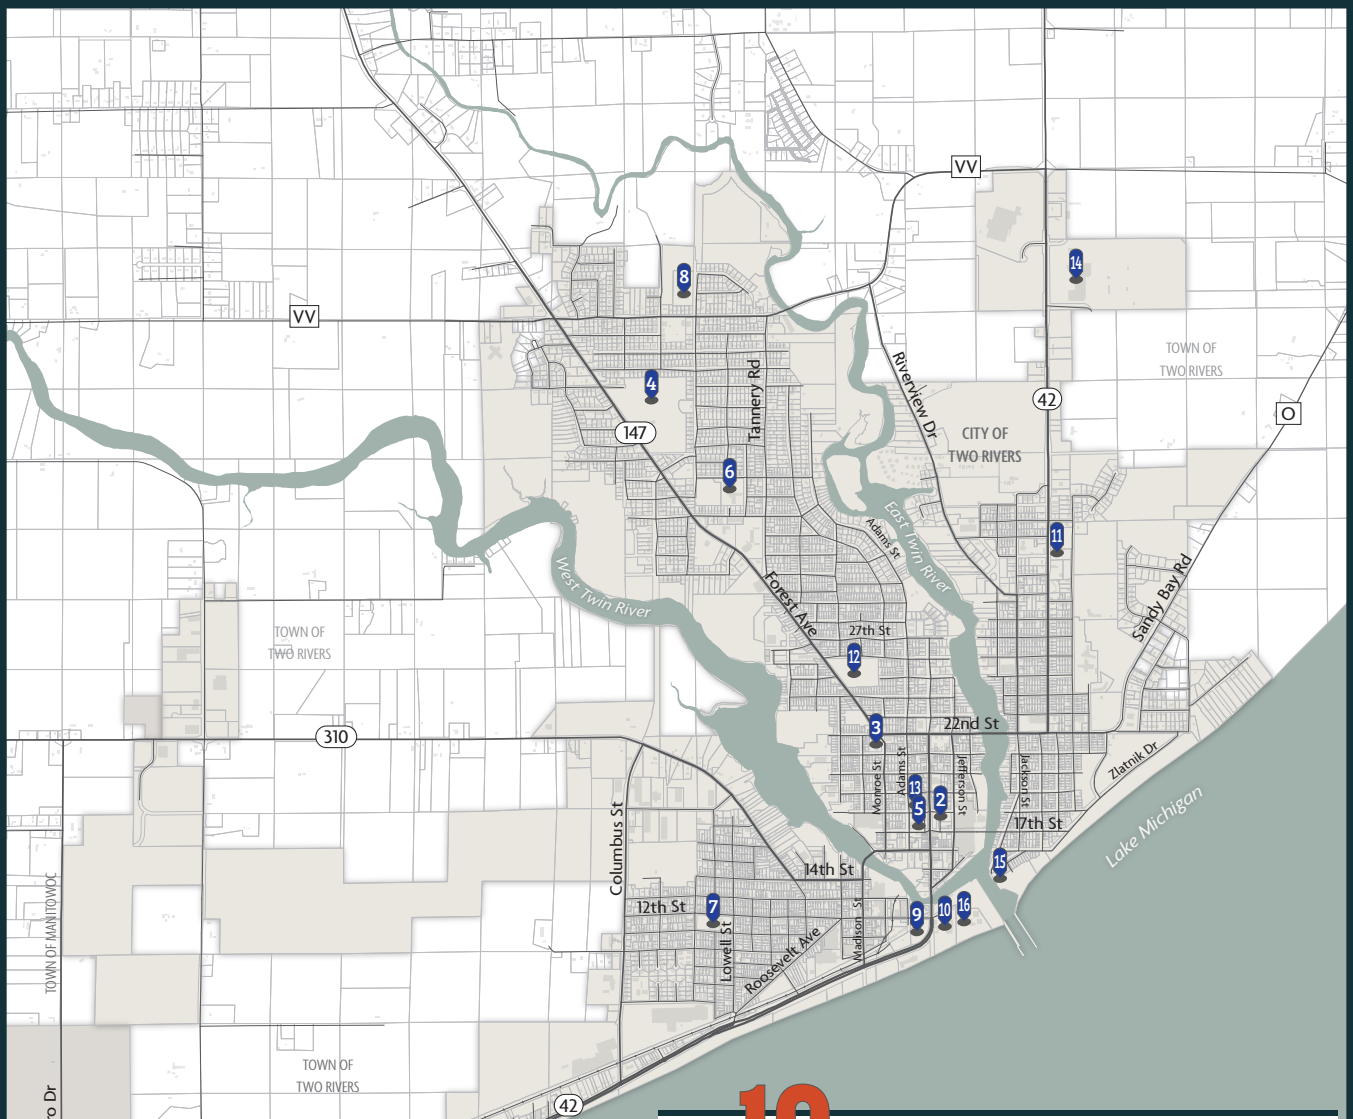 VV
14
8
VV
TOWN OF
TWO RIVERS
Riverview Dr
Tannery Rd
4
42
O
147
CITY OF
TWO RIVERS
6
East Twin River
Adams St
11
West Twin River
Forest Ave
Sandy Bay Rd
27th St
TOWN OF
TWO RIVERS
12
3
22nd St
310
Zlatnik Dr
Monroe St
Adams St
Jefferson St
Jackson St
13
5
2
17th St
Lake Michigan
Columbus St
14th St
15
TOWN OF MANITOWOC
12th St
7
Lowell St
Roosevelt Ave
Madison St
9
10
16
TOWN OF
TWO RIVERS
42